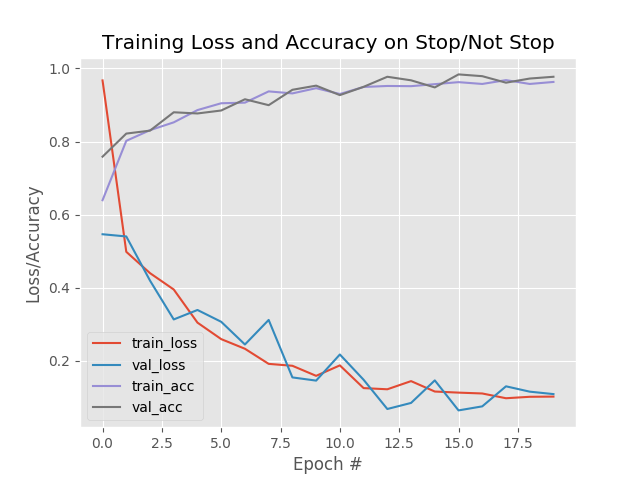 Training Loss and Accuracy on Stop/Not Stop
1.0
0.8
0.6
0.4
0.2
Loss/Accuracy
train_loss
val_loss
train_acc
val_acc
0.0 2.5 5.0 7.5 10.0 12.5 15.0 17.5
Epoch #